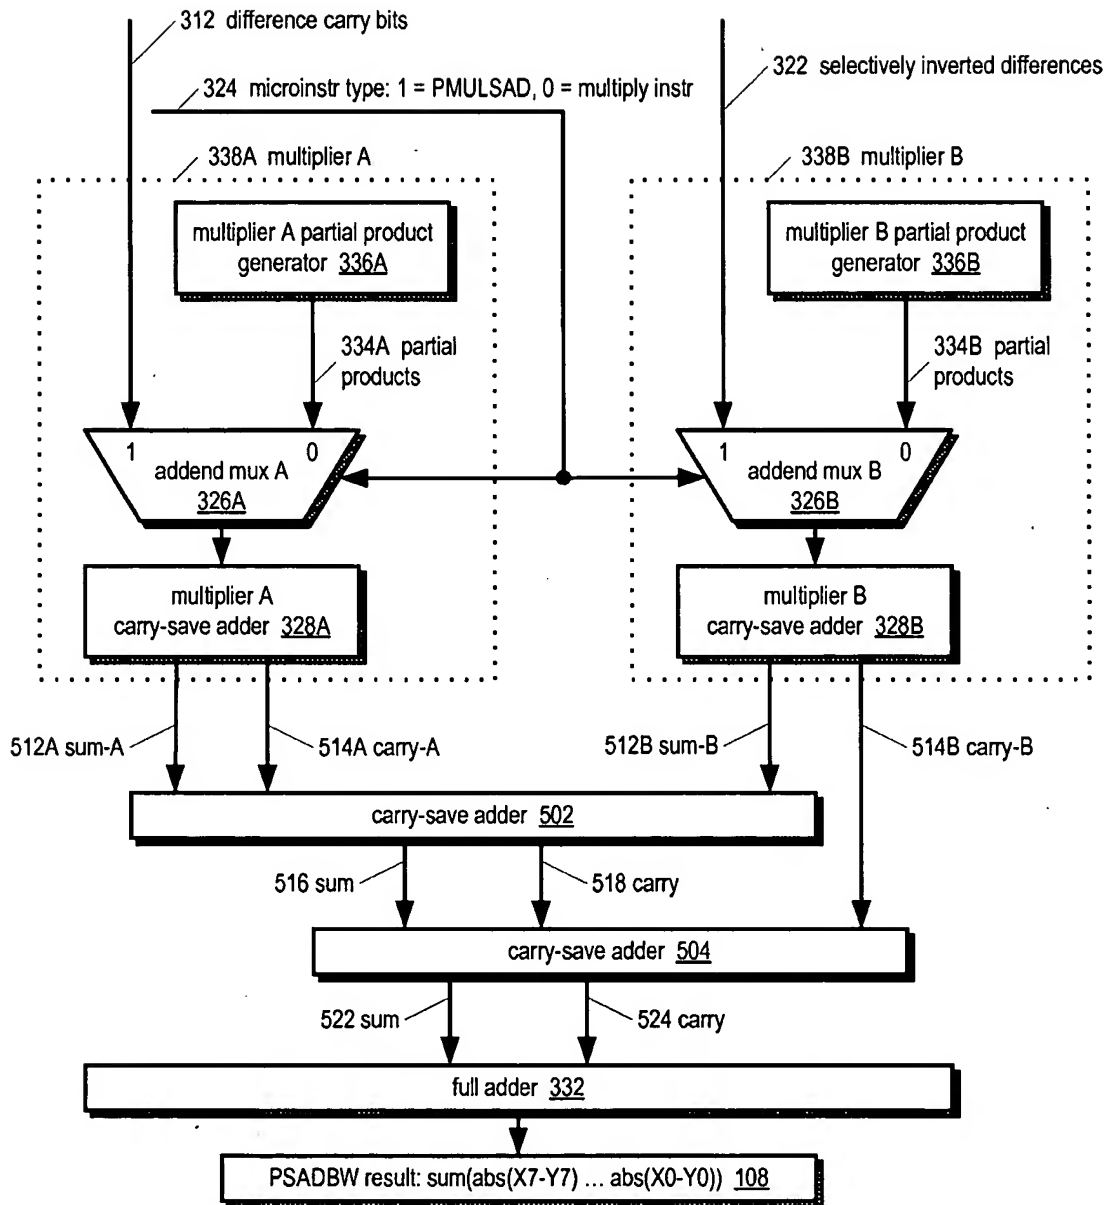 312 difference carry bits
322 selectively inverted differences
324 microinstr type: 1 = PMULSAD, 0 = multiply instr
338A multiplier A
338B multiplier B
multiplier A partial product
generator 336A
multiplier B partial product
generator 336B
334A partial
products
334B partial
products
1
0
addend mux A
326A
1
0
addend mux B
326B
multiplier A
carry-save adder 328A
multiplier B
carry-save adder 328B
512A sum-A
514A carry-A
512B sum-B
514B carry-B
carry-save adder 502
516 sum
518 carry
carry-save adder 504
522 sum
524 carry
full adder 332
PSADBW result: sum(abs(X7-Y7) ... abs(X0-Y0)) 108